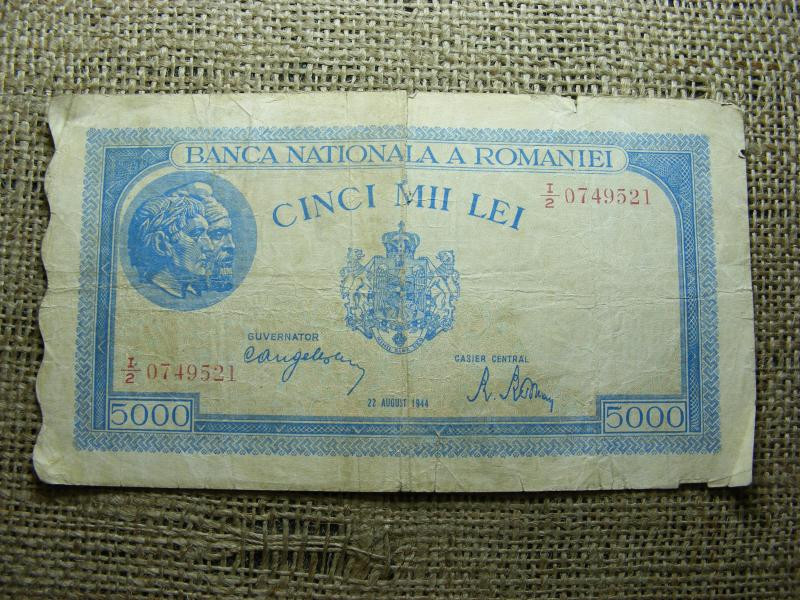 BANCA NATIONALA A ROMANIEI
CINCI MII LEI
I/2 0749521
GUVERNATOR
CASIER CENTRAL
I/2 0749521
22 AUGUST 1944
5000
5000